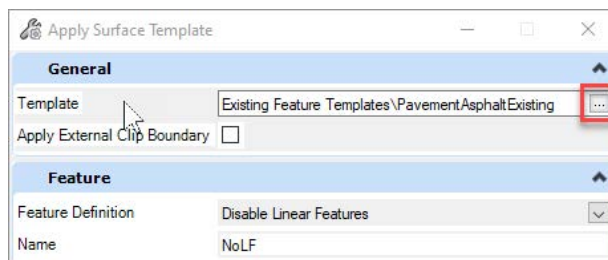 Apply Surface Template
General
Template Existing Feature Templates\PavementAsphaltExisting ...
Apply External Clip Boundary
Feature
Feature Definition Disable Linear Features
Name NoLF